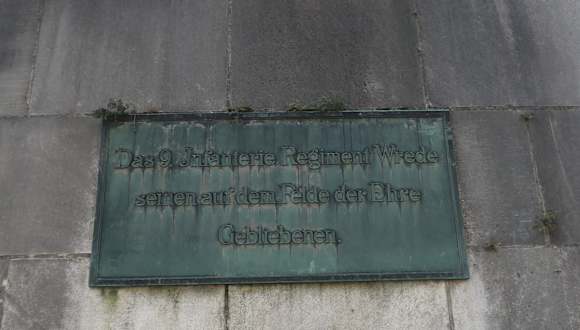 Das 9. Infanterie Regiment Wrede
seinen auf dem Felde der Ehre
Gebliebenen.